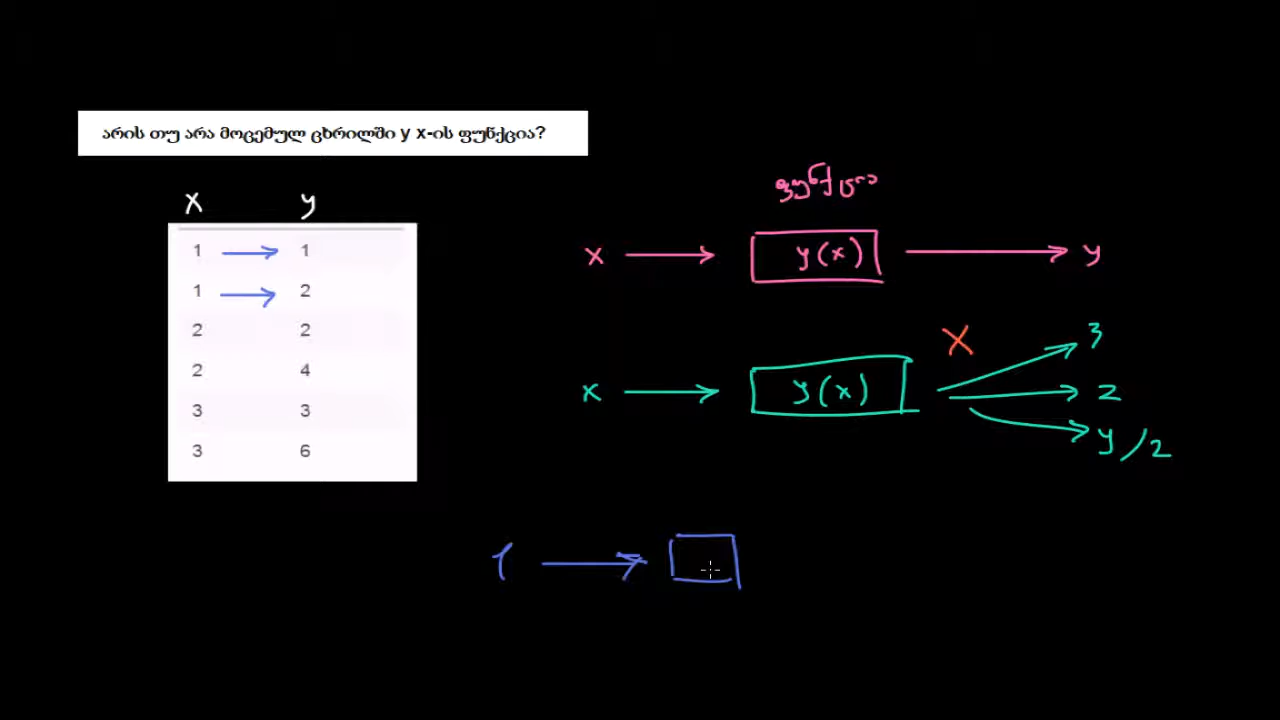 არის თუ არა მოცემულ ცხრილში y x-ის ფუნქცია?
x y
1 1
1 2
2 2
2 4
3 3
3 6
ფუნქცია
x y(x) y
X
x y(x) 3
2
y/2
1